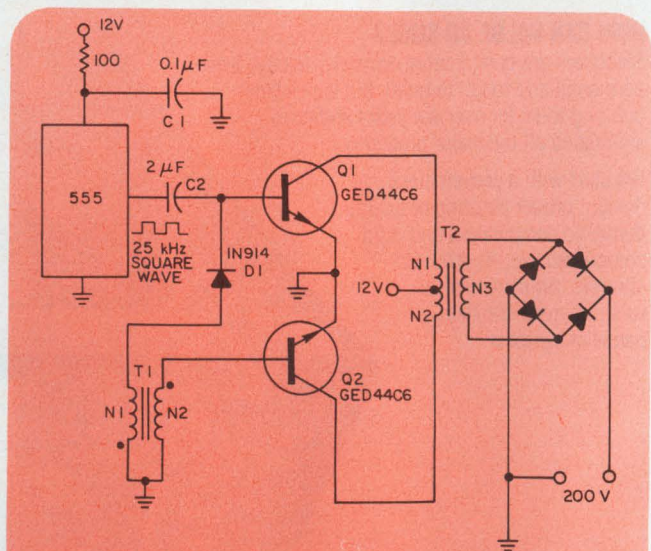 12V
100
0.1µF
C1
555
2µF
C2
25 kHz
SQUARE
WAVE
1N914
D1
Q1
GED44C6
T2
N1
12V
N3
N2
Q2
GED44C6
T1
N1
N2
200 V